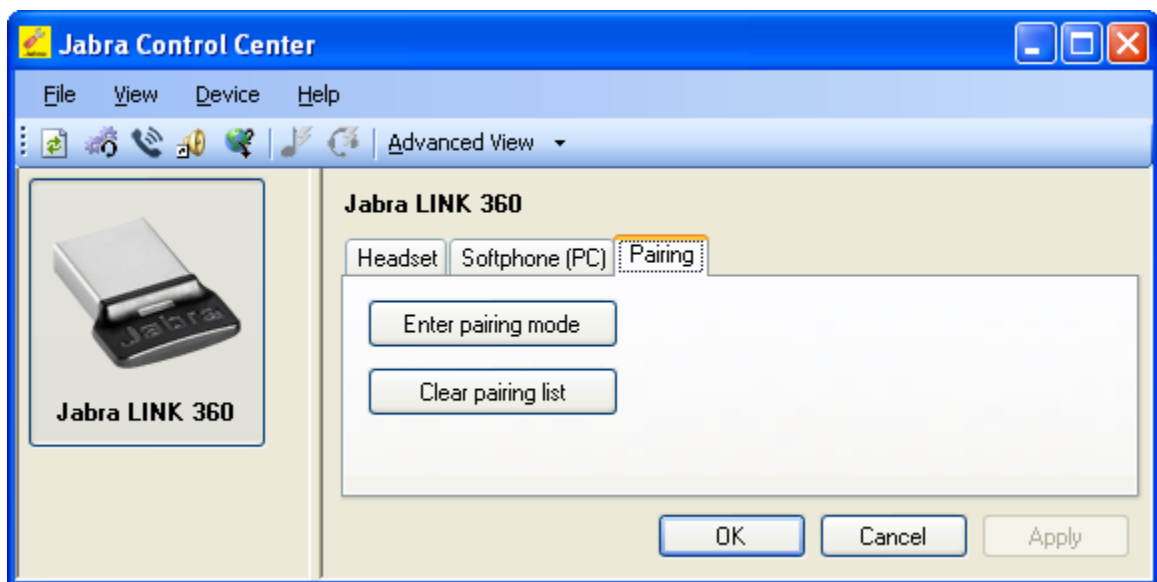 Jabra Control Center
File View Device Help
Advanced View
Jabra LINK 360
Headset Softphone (PC) Pairing
Enter pairing mode
Jabra
Clear pairing list
Jabra LINK 360
OK Cancel Apply